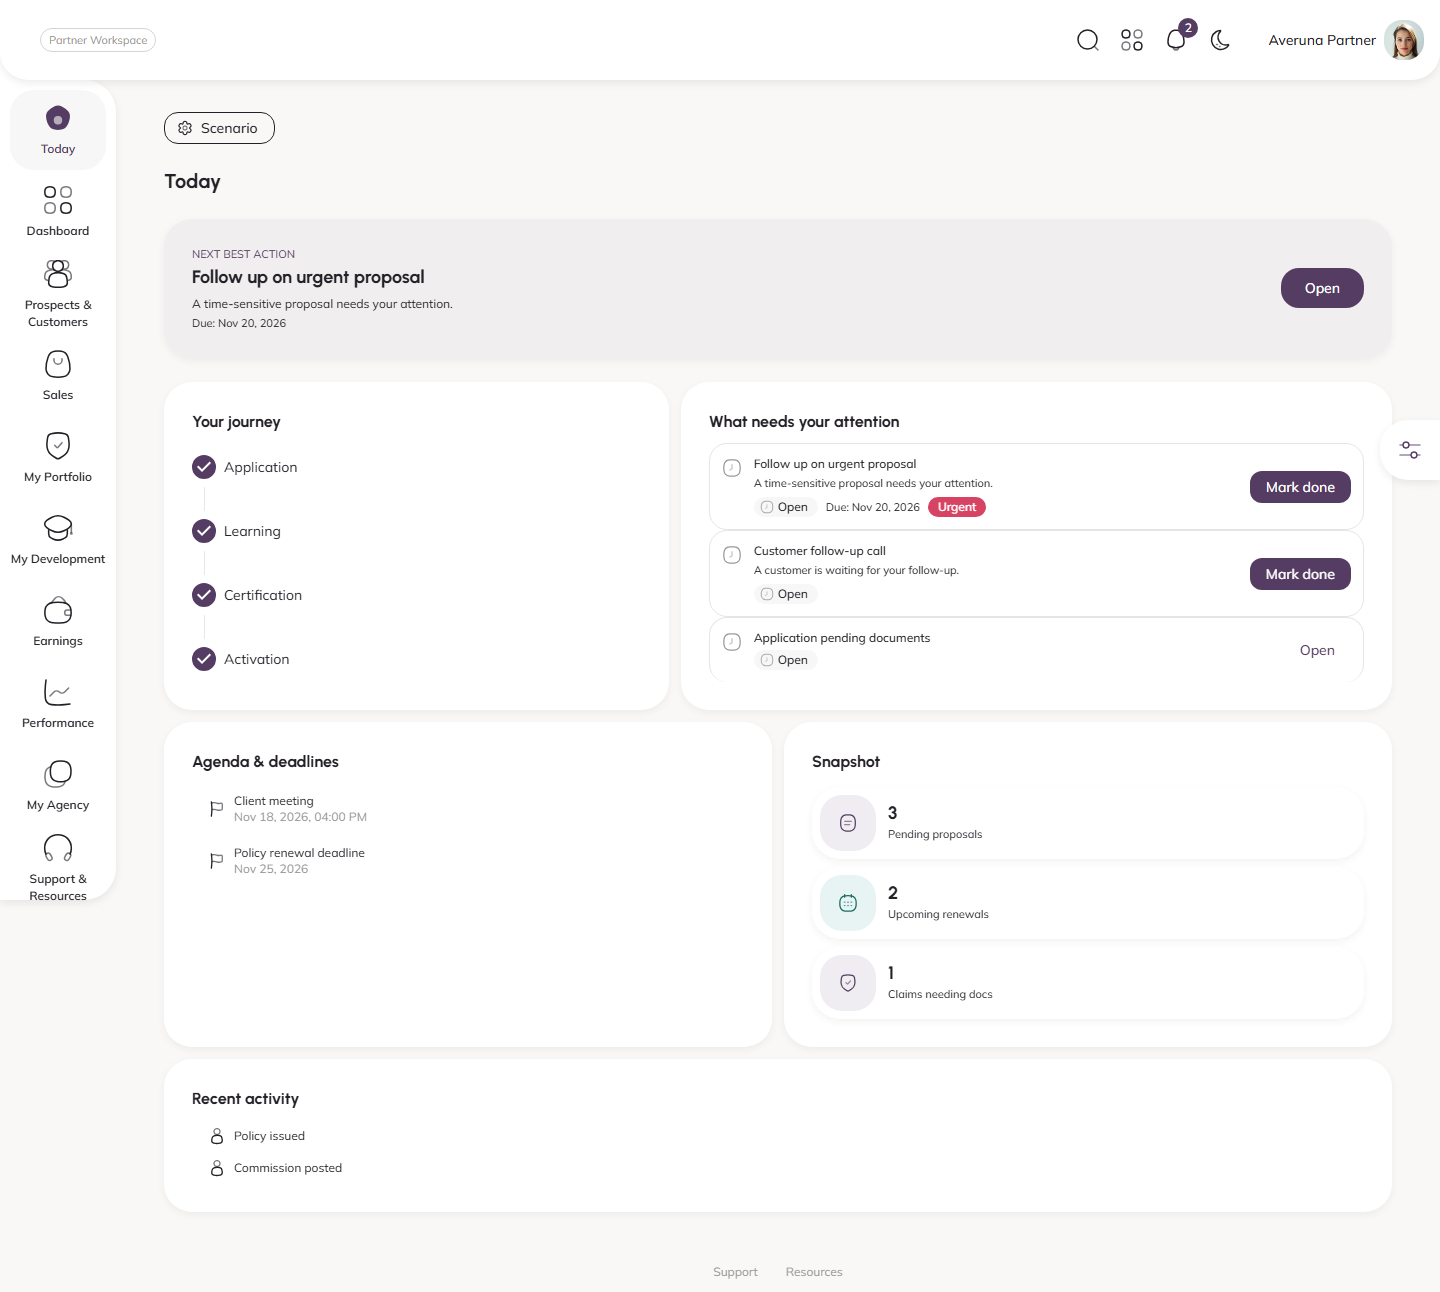 Partner Workspace
2
Averuna Partner
Today
Dashboard
Prospects &
Customers
Sales
My Portfolio
My Development
Earnings
Performance
My Agency
Support &
Resources
Scenario
Today
NEXT BEST ACTION
Follow up on urgent proposal
A time-sensitive proposal needs your attention.
Due: Nov 20, 2026
Open
Your journey
Application
Learning
Certification
Activation
What needs your attention
Follow up on urgent proposal
A time-sensitive proposal needs your attention.
Open Due: Nov 20, 2026 Urgent
Mark done
Customer follow-up call
A customer is waiting for your follow-up.
Open
Mark done
Application pending documents
Open
Open
Agenda & deadlines
Client meeting
Nov 18, 2026, 04:00 PM
Policy renewal deadline
Nov 25, 2026
Snapshot
3
Pending proposals
2
Upcoming renewals
1
Claims needing docs
Recent activity
Policy issued
Commission posted
Support Resources